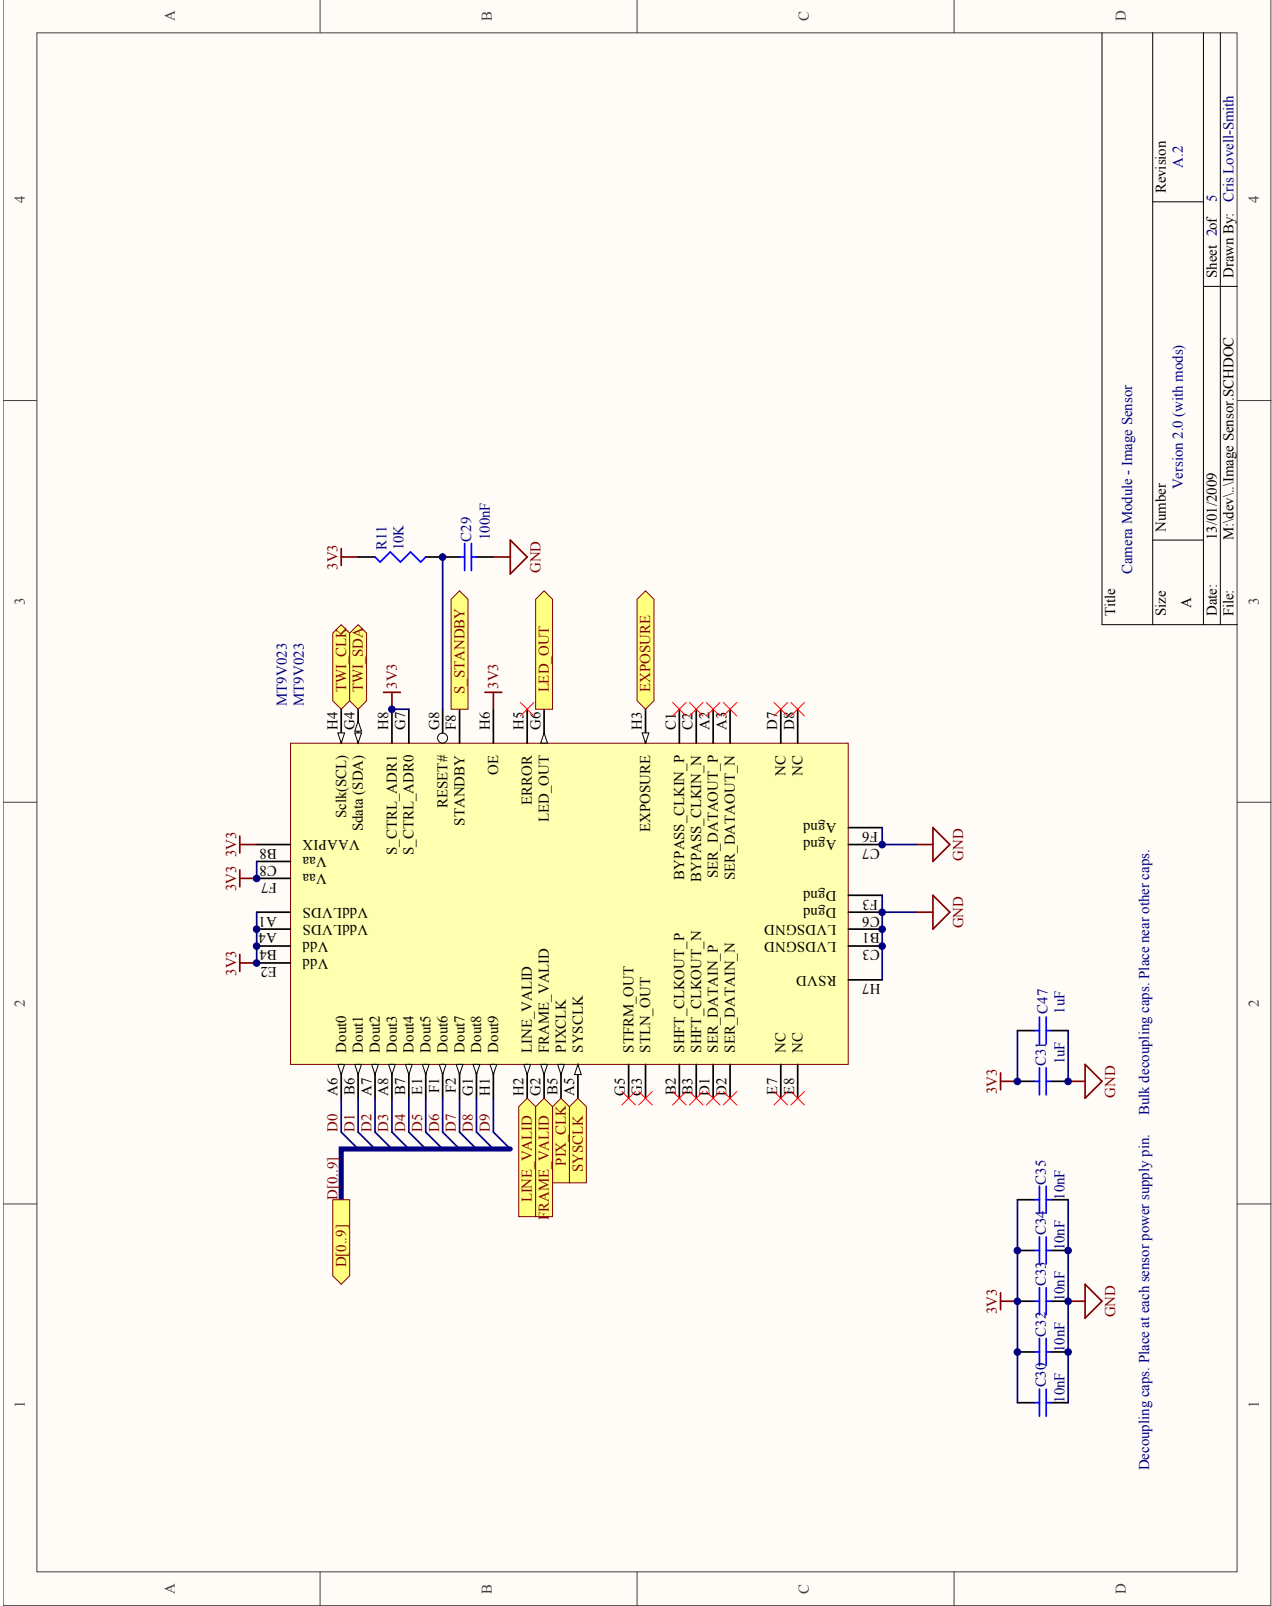 1
2
3
4
A
B
C
D
A
B
C
D
1
2
3
4
MT9V023
MT9V023
D[0..9]
D[0..9]
D0
D1
D2
D3
D4
D5
D6
D7
D8
D9
A6
B6
A7
A8
B7
E1
F1
F2
G1
H1
Dout0
Dout1
Dout2
Dout3
Dout4
Dout5
Dout6
Dout7
Dout8
Dout9
LINE_VALID
FRAME_VALID
PIX_CLK
SYSCLK
H2
G2
B5
A5
LINE_VALID
FRAME_VALID
PIXCLK
SYSCLK
G5
G3
STFRM_OUT
STLN_OUT
B2
B3
D1
D2
SHFT_CLKOUT_P
SHFT_CLKOUT_N
SER_DATAIN_P
SER_DATAIN_N
E7
E8
NC
NC
3V3
3V3
3V3
E2
B4
A4
A1
F7
C8
B8
Vdd
Vdd
VddLVDS
VddLVDS
Vaa
Vaa
VAAPIX
Sclk(SCL)
Sdata (SDA)
H4
G4
TWI_CLK
TWI_SDA
S_CTRL_ADR1
S_CTRL_ADR0
H8
G7
3V3
RESET#
STANDBY
G8
F8
S_STANDBY
OE
H6
3V3
ERROR
LED_OUT
H5
G6
LED_OUT
EXPOSURE
H3
EXPOSURE
BYPASS_CLKIN_P
BYPASS_CLKIN_N
SER_DATAOUT_P
SER_DATAOUT_N
C1
C2
A2
A3
NC
NC
D7
D8
3V3
R11
10K
C29
100nF
GND
RSVD
LVDSGND
LVDSGND
Dgnd
Dgnd
Agnd
Agnd
H7
C3
B1
C6
F3
C7
F6
GND
GND
3V3
C30
10nF
C32
10nF
C33
10nF
C34
10nF
C35
10nF
GND
3V3
C31
1uF
C47
1uF
GND
Decoupling caps. Place at each sensor power supply pin.
Bulk decoupling caps. Place near other caps.
Title
Camera Module - Image Sensor
Size
A
Number
Version 2.0 (with mods)
Revision
A.2
Date:
13/01/2009
Sheet 2of 5
File:
M:\dev\..\Image Sensor.SCHDOC
Drawn By: Cris Lovell-Smith